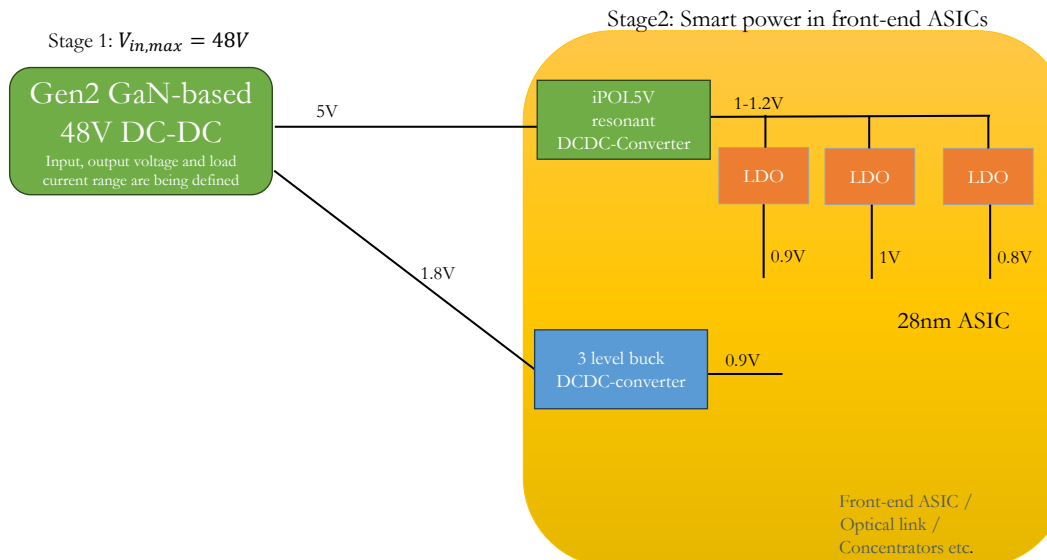 Stage2: Smart power in front-end ASICs
Stage 1: V_{in,max} = 48V
Gen2 GaN-based
48V DC-DC
Input, output voltage and load
current range are being defined
5V
iPOL5V
resonant
DCDC-Converter
1-1.2V
LDO
LDO
LDO
0.9V
1V
0.8V
1.8V
28nm ASIC
3 level buck
DCDC-converter
0.9V
Front-end ASIC /
Optical link /
Concentrators etc.